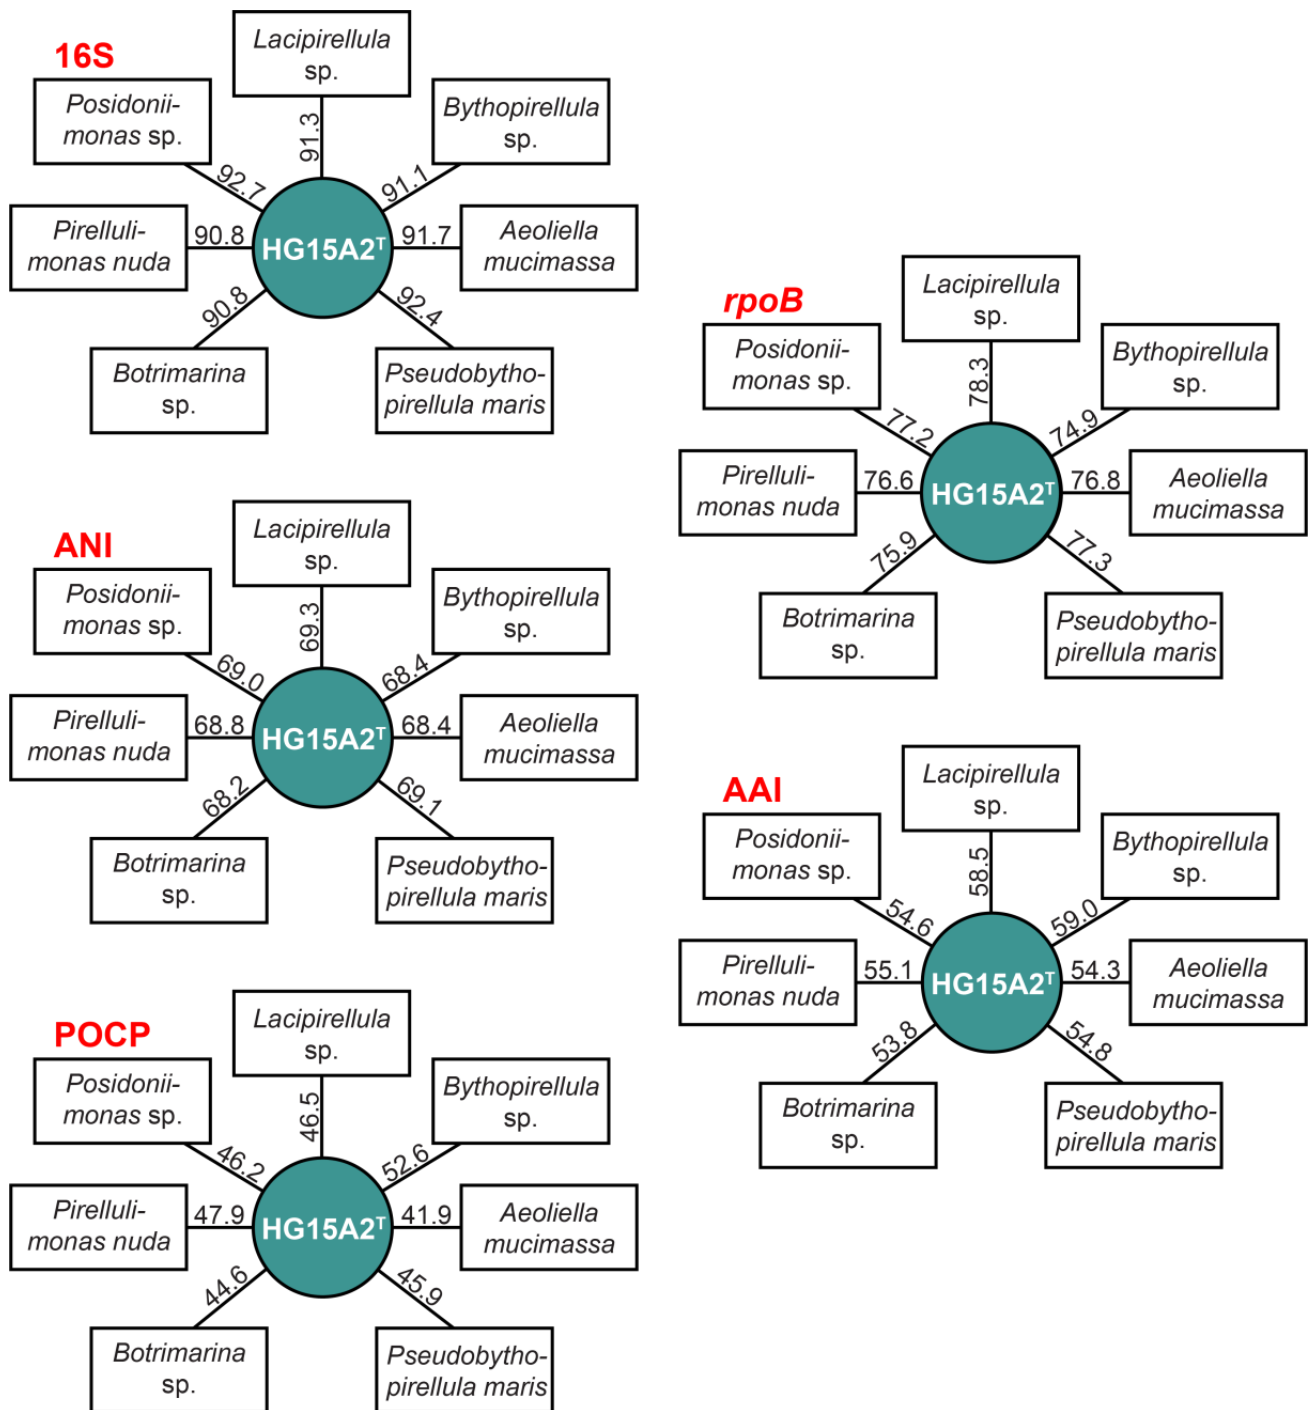 16S
Lacipirellula
sp.
Posidonii-
monas sp.
Bythopirellula
sp.
91.3
92.7
91.1
Pirelluli-
monas nuda
90.8
HG15A2ᵀ
91.7
Aeoliella
mucimassa
90.8
92.4
Botrimarina
sp.
Pseudobytho-
pirellula maris
ANI
Lacipirellula
sp.
Posidonii-
monas sp.
Bythopirellula
sp.
69.3
69.0
68.4
Pirelluli-
monas nuda
68.8
HG15A2ᵀ
68.4
Aeoliella
mucimassa
68.2
69.1
Botrimarina
sp.
Pseudobytho-
pirellula maris
POCP
Lacipirellula
sp.
Posidonii-
monas sp.
Bythopirellula
sp.
46.5
46.2
52.6
Pirelluli-
monas nuda
47.9
HG15A2ᵀ
41.9
Aeoliella
mucimassa
44.6
45.9
Botrimarina
sp.
Pseudobytho-
pirellula maris
rpoB
Lacipirellula
sp.
Posidonii-
monas sp.
Bythopirellula
sp.
78.3
77.2
74.9
Pirelluli-
monas nuda
76.6
HG15A2ᵀ
76.8
Aeoliella
mucimassa
75.9
77.3
Botrimarina
sp.
Pseudobytho-
pirellula maris
AAI
Lacipirellula
sp.
Posidonii-
monas sp.
Bythopirellula
sp.
58.5
54.6
59.0
Pirelluli-
monas nuda
55.1
HG15A2ᵀ
54.3
Aeoliella
mucimassa
53.8
54.8
Botrimarina
sp.
Pseudobytho-
pirellula maris